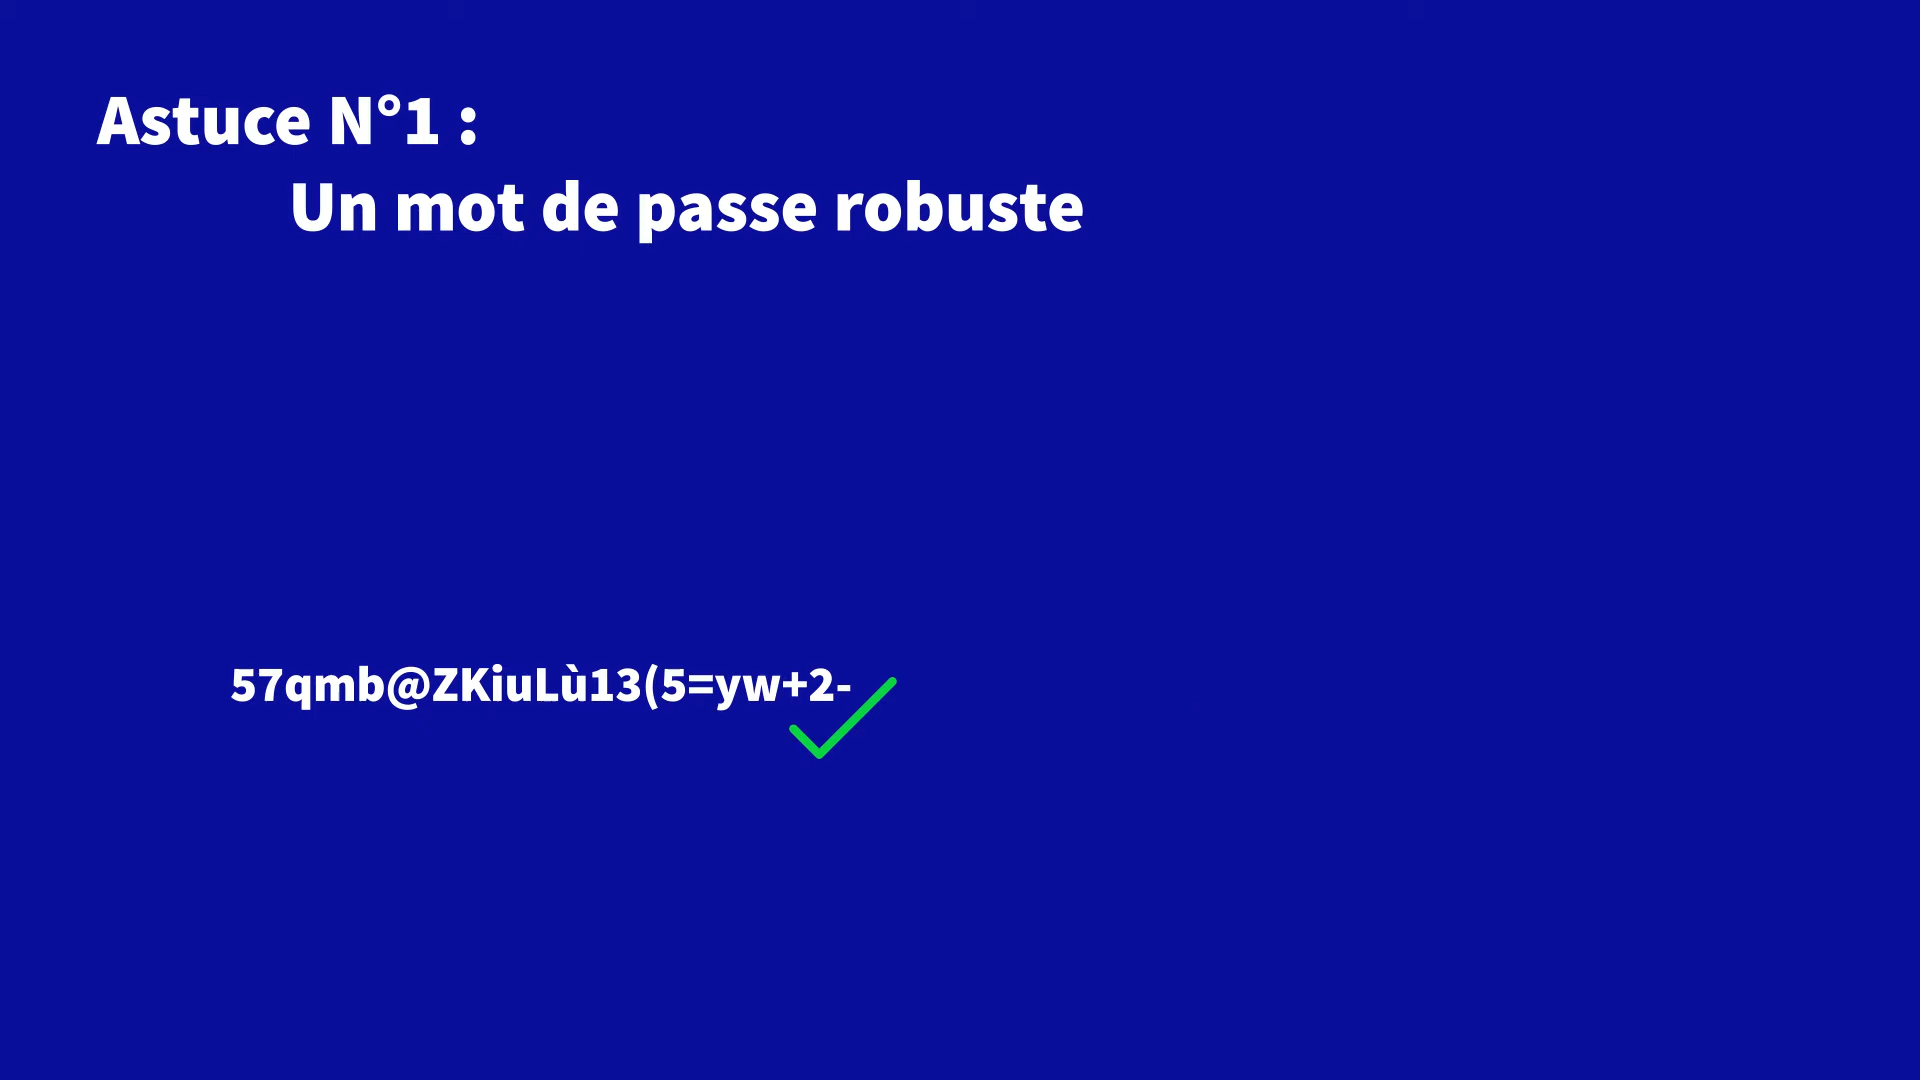 Astuce N°1 :
Un mot de passe robuste
57qmb@ZKiuLù13(5=yw+2-